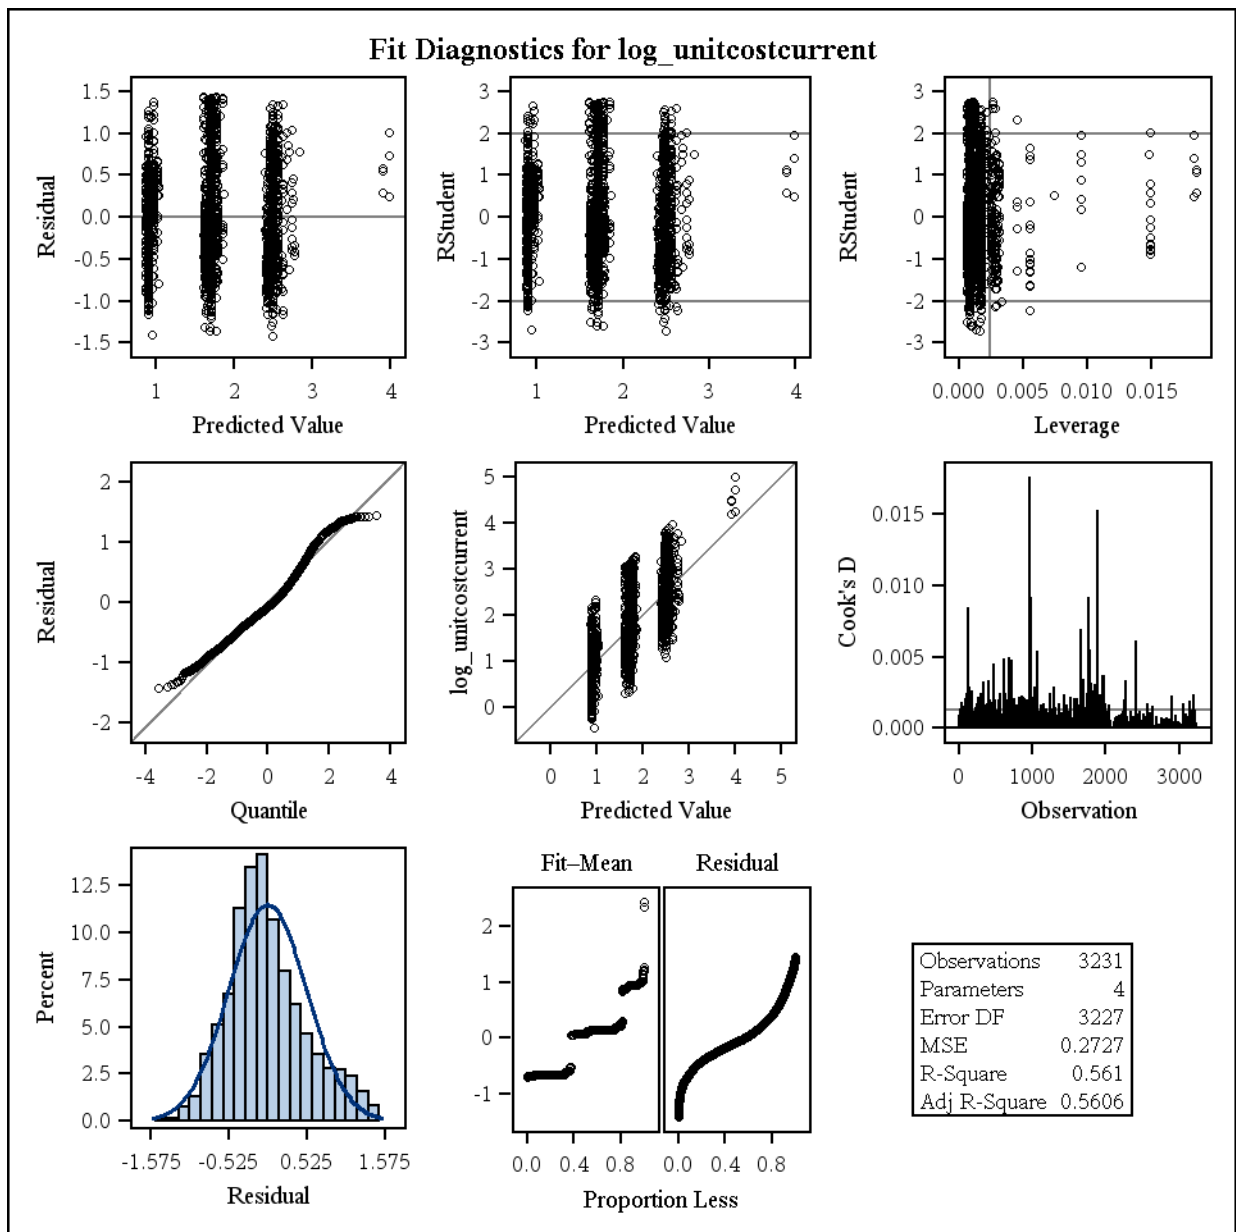 Fit Diagnostics for log_unitcostcurrent
1.5
1.0
0.5
0.0
-0.5
-1.0
-1.5
Residual
1 2 3 4
Predicted Value
3
2
1
0
-1
-2
-3
RStudent
1 2 3 4
Predicted Value
3
2
1
0
-1
-2
-3
RStudent
0.000 0.005 0.010 0.015
Leverage
2
1
0
-1
-2
Residual
-4 -2 0 2 4
Quantile
5
4
3
2
1
0
log_unitcostcurrent
0 1 2 3 4 5
Predicted Value
0.015
0.010
0.005
0.000
Cook's D
0 1000 2000 3000
Observation
12.5
10.0
7.5
5.0
2.5
0.0
Percent
-1.575 -0.525 0.525 1.575
Residual
Fit–Mean Residual
2
1
0
-1
0.0 0.4 0.8 0.0 0.4 0.8
Proportion Less
Observations 3231
Parameters 4
Error DF 3227
MSE 0.2727
R-Square 0.561
Adj R-Square 0.5606